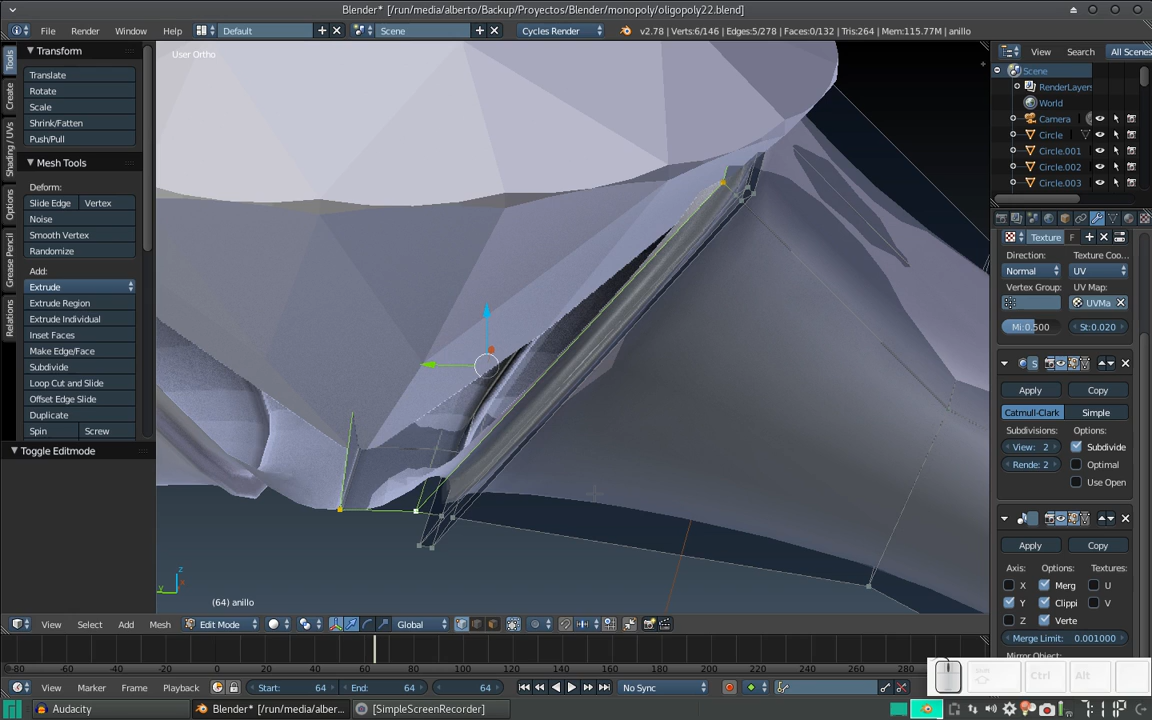 Blender* [/run/media/alberto/Backup/Proyectos/Blender/monopoly/oligopoly22.blend]
File Render Window Help Default Scene Cycles Render v2.78 | Verts:6/146 | Edges:5/278 | Faces:0/132 | Tris:264 | Mem:115.77M | anillo View Search All Scenes
Tools
Create
Shading / UVs
Options
Grease Pencil
Relations
Transform
Translate
Rotate
Scale
Shrink/Fatten
Push/Pull
Mesh Tools
Deform:
Slide Edge Vertex
Noise
Smooth Vertex
Randomize
Add:
Extrude
Extrude Region
Extrude Individual
Inset Faces
Make Edge/Face
Subdivide
Loop Cut and Slide
Offset Edge Slide
Duplicate
Spin Screw
Toggle Editmode
User Ortho
z
y
(64) anillo
Scene
RenderLayers
World
Camera
Circle
Circle.001
Circle.002
Circle.003
Texture F
Direction: Texture Coo...
Normal UV
Vertex Group: UV Map:
UVMa
Mi:0.500 St:0.020
S
Apply Copy
Catmull-Clark Simple
Subdivisions: Options:
View: 2 Subdivide
Rende: 2 Optimal
Use Open
Apply Copy
Axis: Options: Textures:
X Merg U
Y Clippi V
Z Verte
Merge Limit: 0.001000
Mirror Object:
View Select Add Mesh Edit Mode Global
-80 -60 -40 -20 0 20 40 60 80 100 120 140 160 180 200 220 240 260 280
View Marker Frame Playback Start: 64 End: 64 64 No Sync
Ctrl Alt
Audacity Blender* [/run/media/alber... [SimpleScreenRecorder] 7:11P